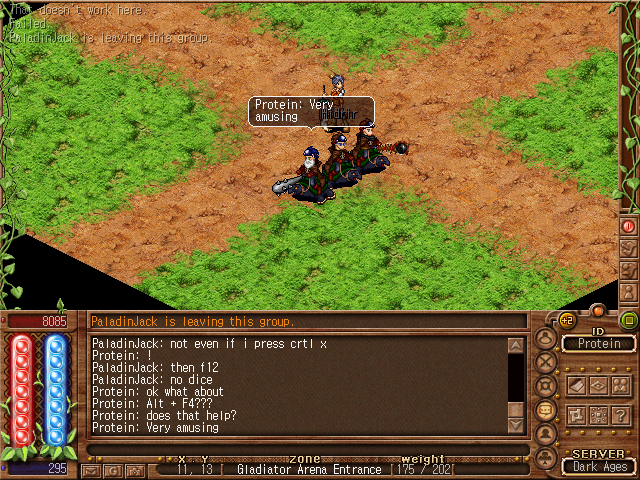 That doesn't work here.
Failed.
PaladinJack is leaving this group.
Protein: Very
amusing
8085
PaladinJack is leaving this group.
+2
ID
Protein
PaladinJack: not even if i press crtl x
Protein: !
PaladinJack: then f12
PaladinJack: no dice
Protein: ok what about
Protein: Alt + F4???
Protein: does that help?
Protein: Very amusing
295
x y zone weight
11, 13 [ Gladiator Arena Entrance [175 / 202[
G
?
SERVER
Dark Ages